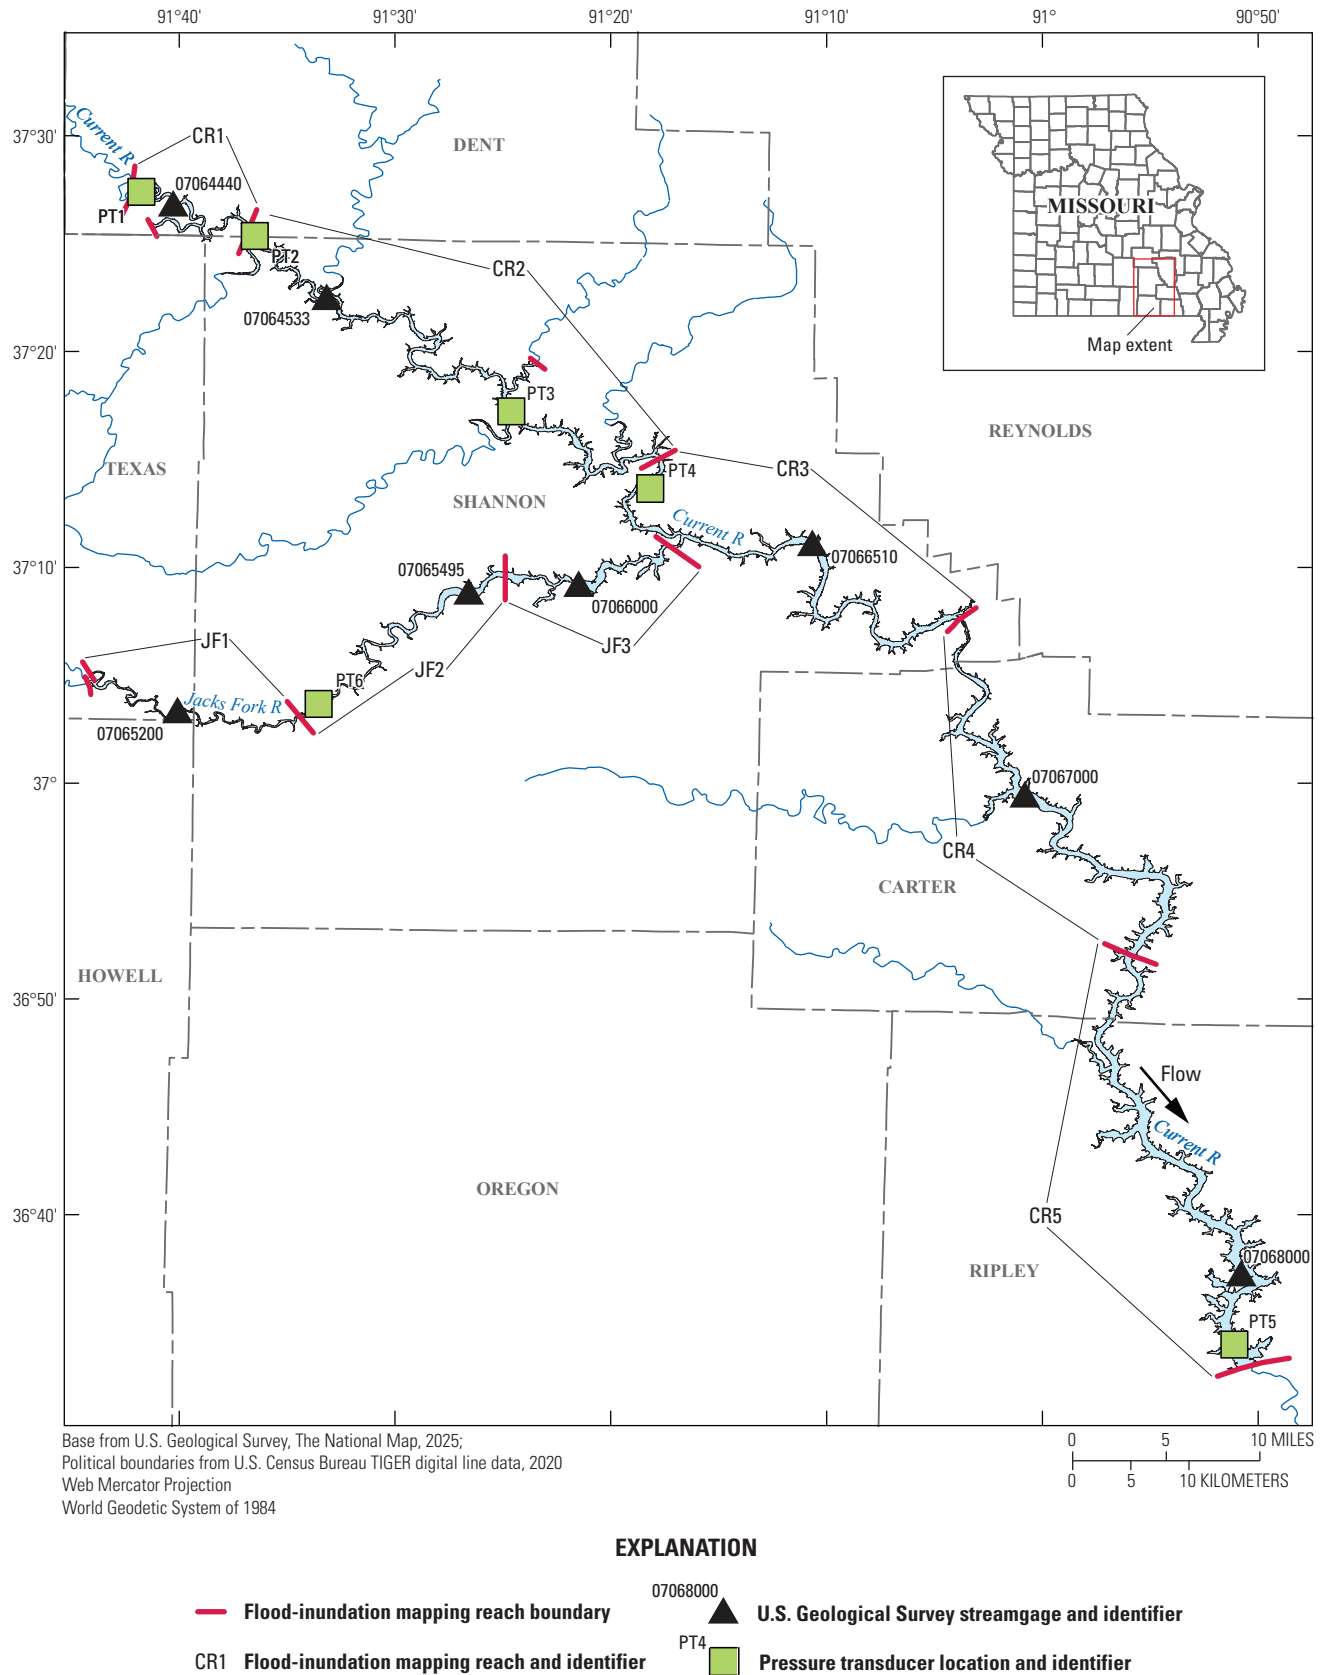 91°40' 91°30' 91°20' 91°10' 91° 90°50'
37°30'
37°20'
37°10'
37°
36°50'
36°40'
Current R
CR1
DENT
07064440
PT1
PT2
CR2
07064533
MISSOURI
Map extent
PT3
REYNOLDS
TEXAS
PT4
CR3
SHANNON
Current R
07066510
07065495
07066000
JF1
JF3
JF2
PT6
Jacks Fork R
07065200
07067000
CR4
CARTER
HOWELL
Flow
Current R
OREGON
CR5
07068000
RIPLEY
PT5
Base from U.S. Geological Survey, The National Map, 2025;
Political boundaries from U.S. Census Bureau TIGER digital line data, 2020
Web Mercator Projection
World Geodetic System of 1984
0 5 10 MILES
0 5 10 KILOMETERS
EXPLANATION
Flood-inundation mapping reach boundary
07068000
U.S. Geological Survey streamgage and identifier
CR1 Flood-inundation mapping reach and identifier
PT4
Pressure transducer location and identifier